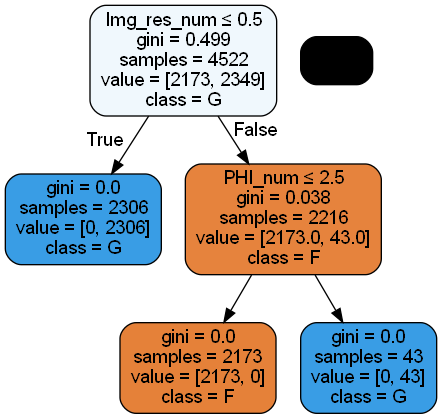 Img_res_num ≤ 0.5
gini = 0.499
samples = 4522
value = [2173, 2349]
class = G
True
False
gini = 0.0
samples = 2306
value = [0, 2306]
class = G
PHI_num ≤ 2.5
gini = 0.038
samples = 2216
value = [2173.0, 43.0]
class = F
gini = 0.0
samples = 2173
value = [2173, 0]
class = F
gini = 0.0
samples = 43
value = [0, 43]
class = G